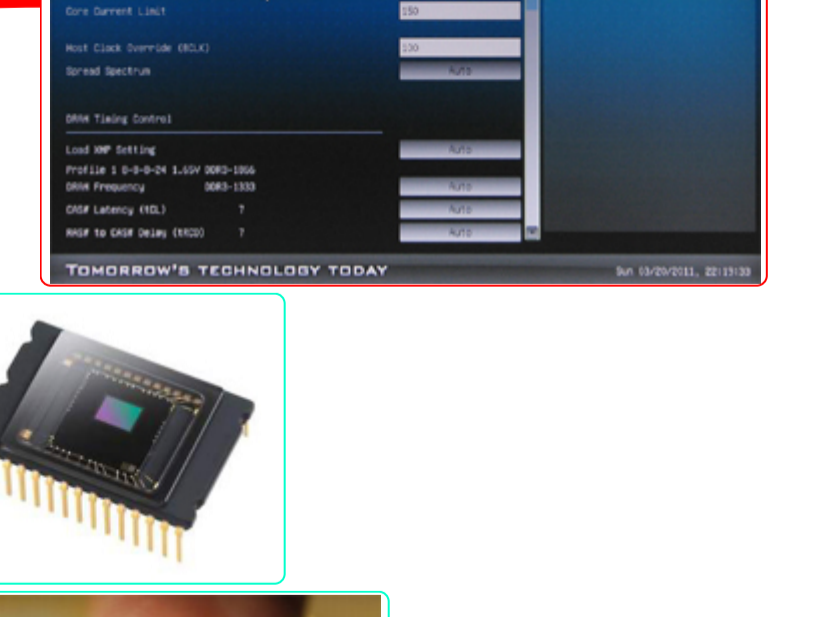 Core Current Limit 150
Host Clock Override (BCLK) 100
Spread Spectrum Auto
DRAM Timing Control
Load XMP Setting Auto
Profile 1 8-8-8-24 1.65V DDR3-1866
DRAM Frequency DDR3-1333 Auto
CAS# Latency (tCL) 7 Auto
RAS# to CAS# Delay (tRCD) 7 Auto
TOMORROW'S TECHNOLOGY TODAY Sun 03/20/2011, 22:19:33